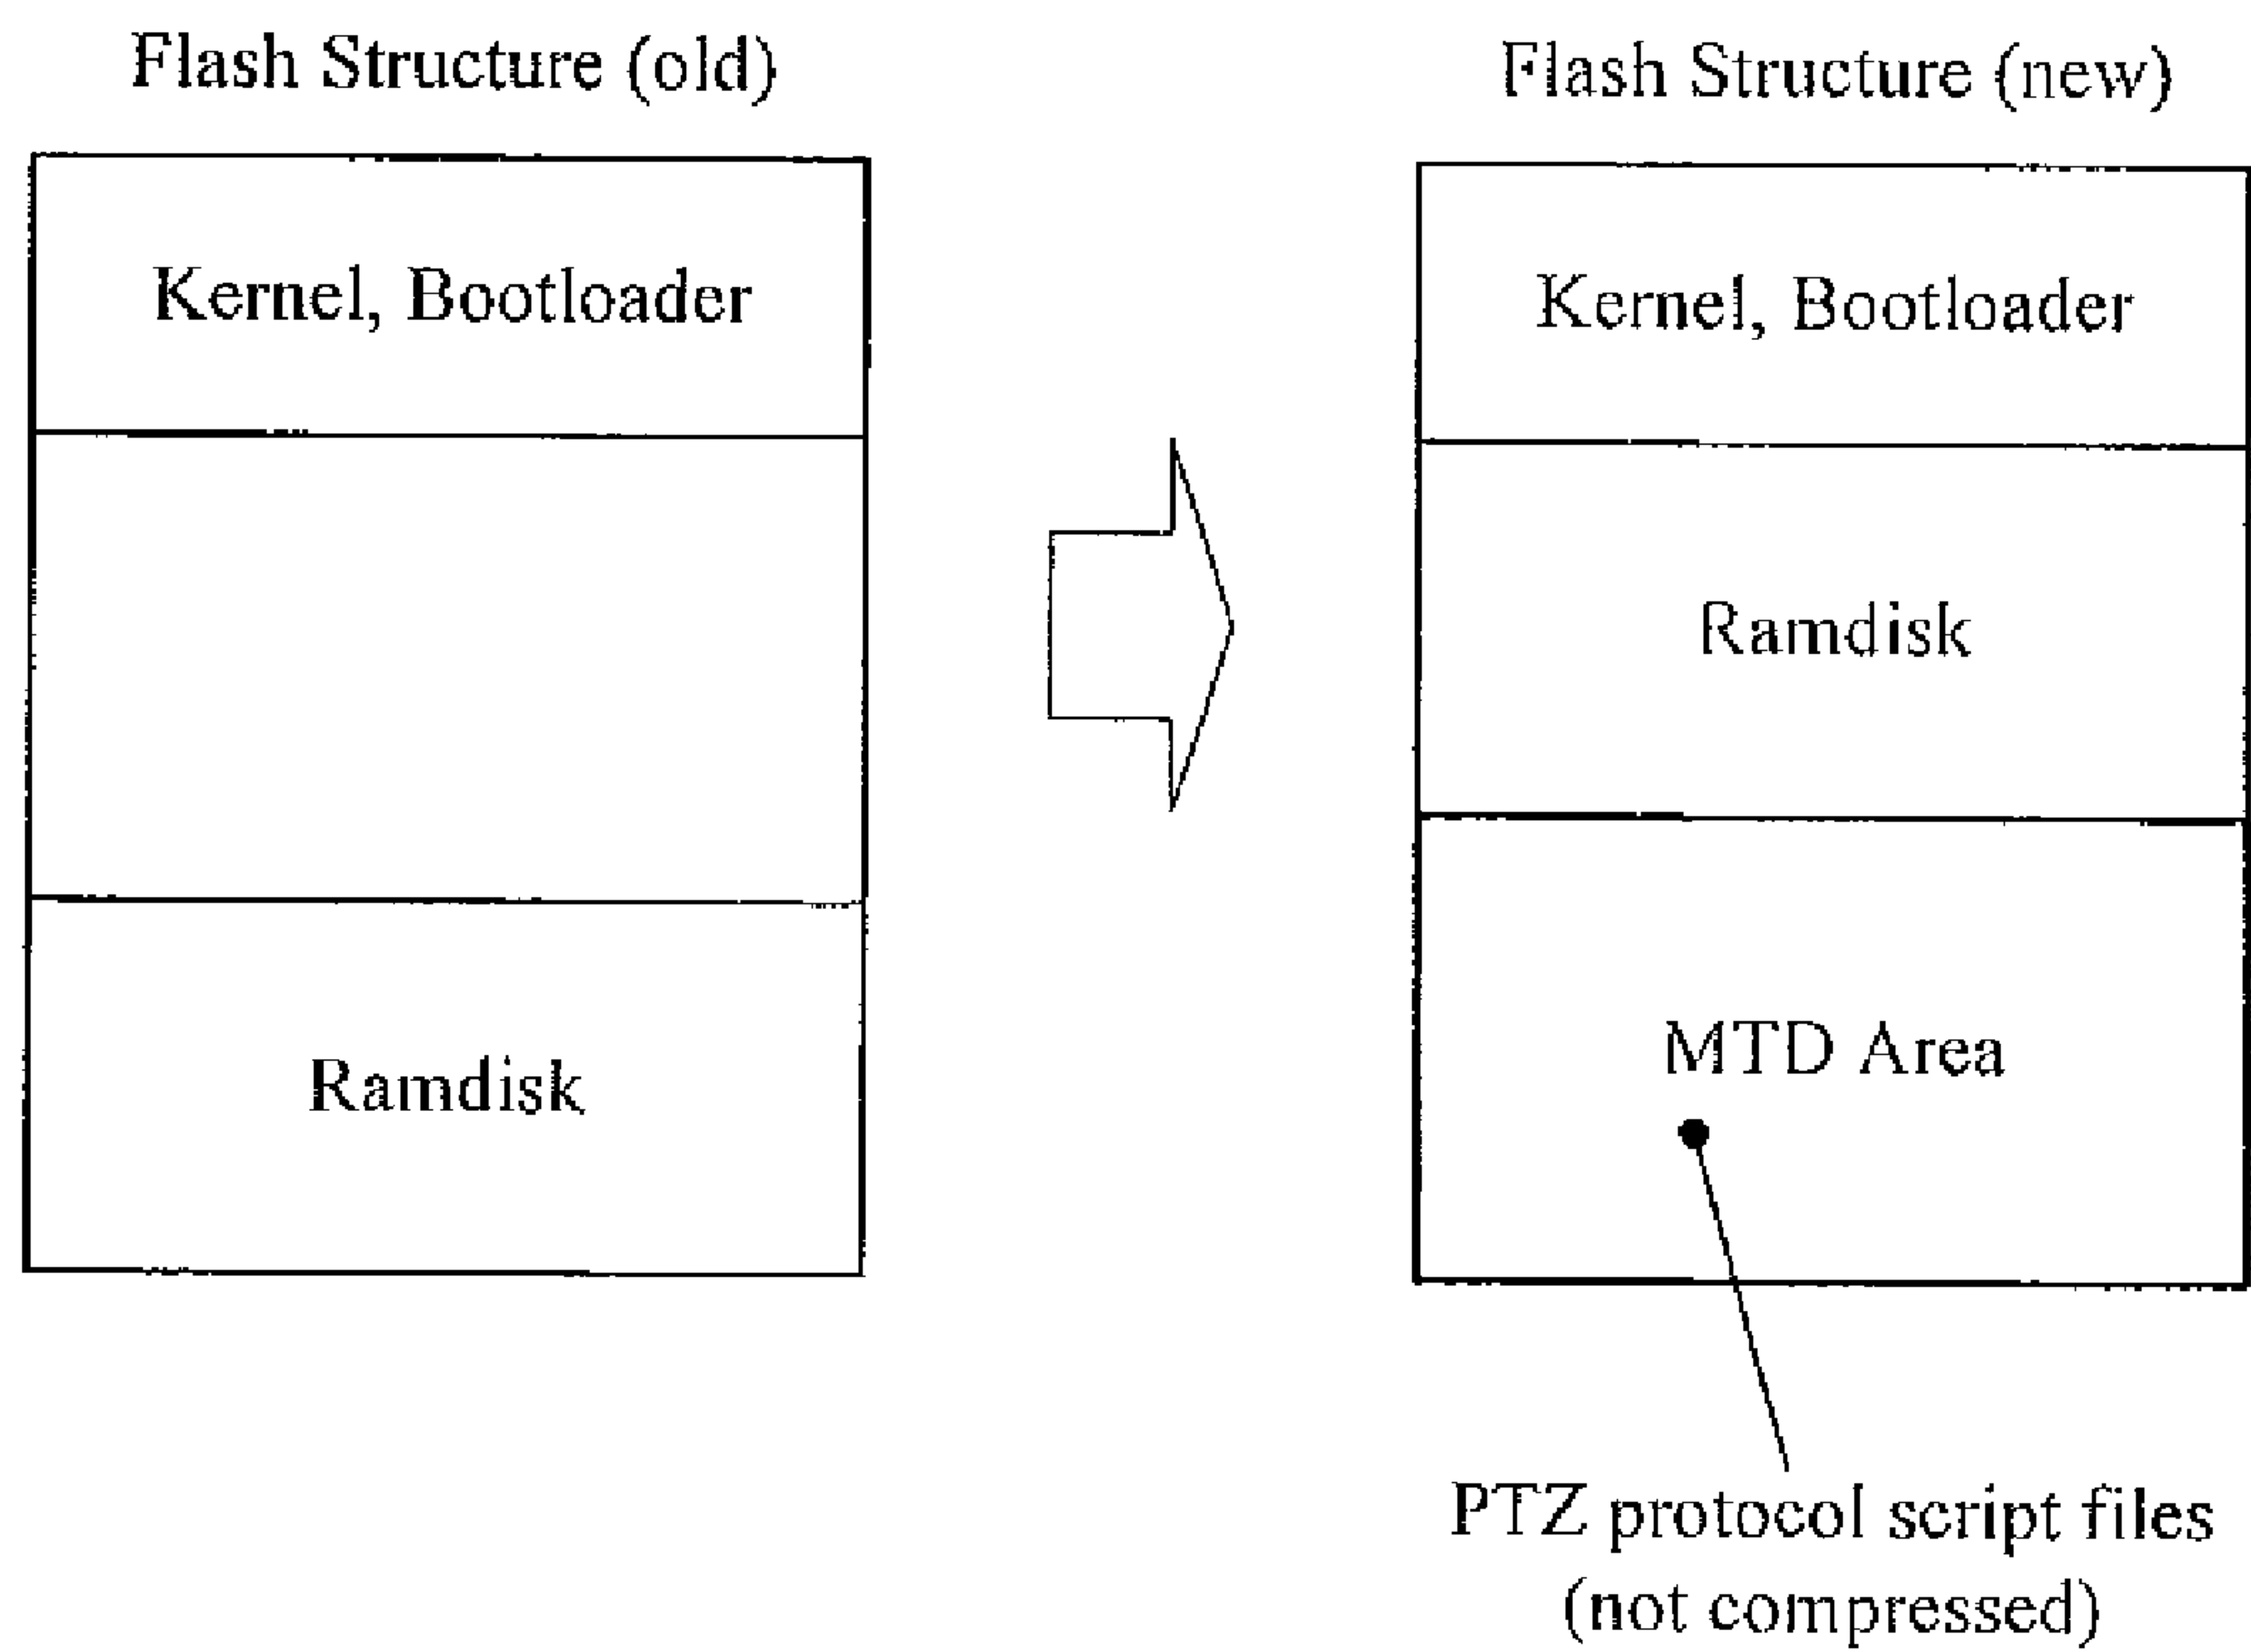 Flash Structure (old)
Kernel, Bootloader
Ramdisk
Flash Structure (new)
Kernel, Bootloader
Ramdisk
MTD Area
PTZ protocol script files
(not compressed)